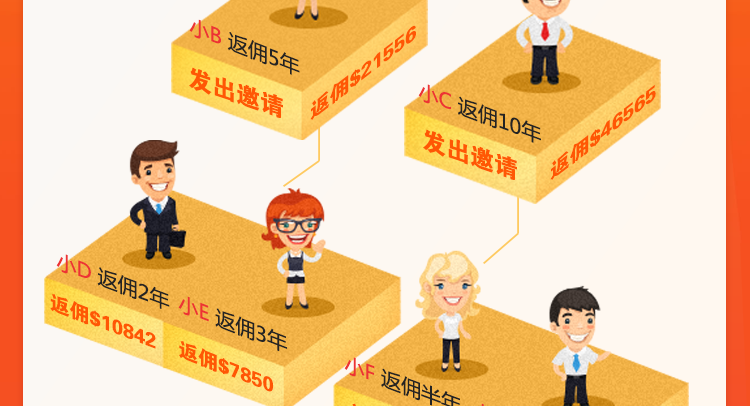 小B 返佣5年
发出邀请
返佣$21556
小C 返佣10年
发出邀请
返佣$46565
小D 返佣2年
返佣$10842
小E 返佣3年
返佣$7850
小F 返佣半年